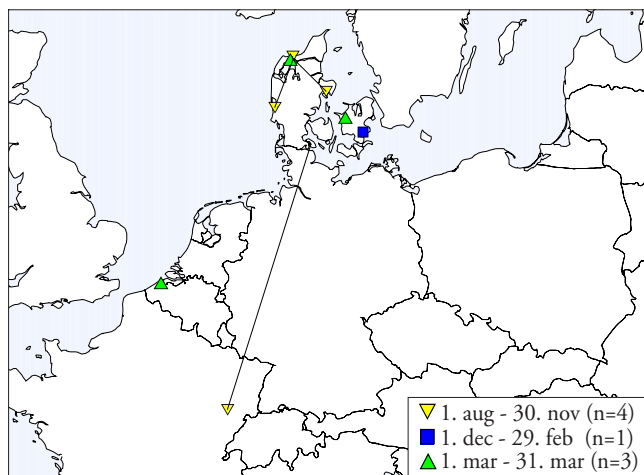 1. aug - 30. nov (n=4)
1. dec - 29. feb (n=1)
1. mar - 31. mar (n=3)